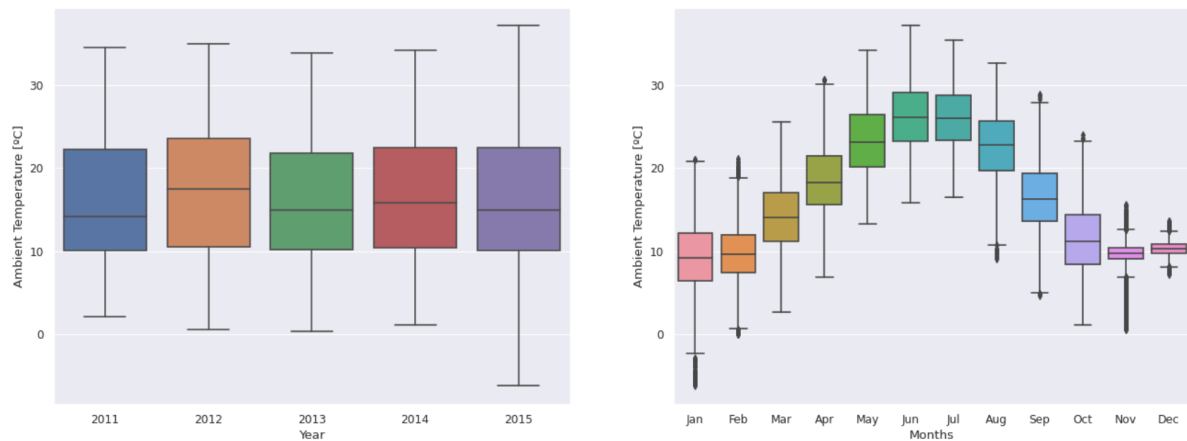 Ambient Temperature [ºC]
30
20
10
0
2011 2012 2013 2014 2015
Year
Ambient Temperature [ºC]
30
20
10
0
Jan Feb Mar Apr May Jun Jul Aug Sep Oct Nov Dec
Months